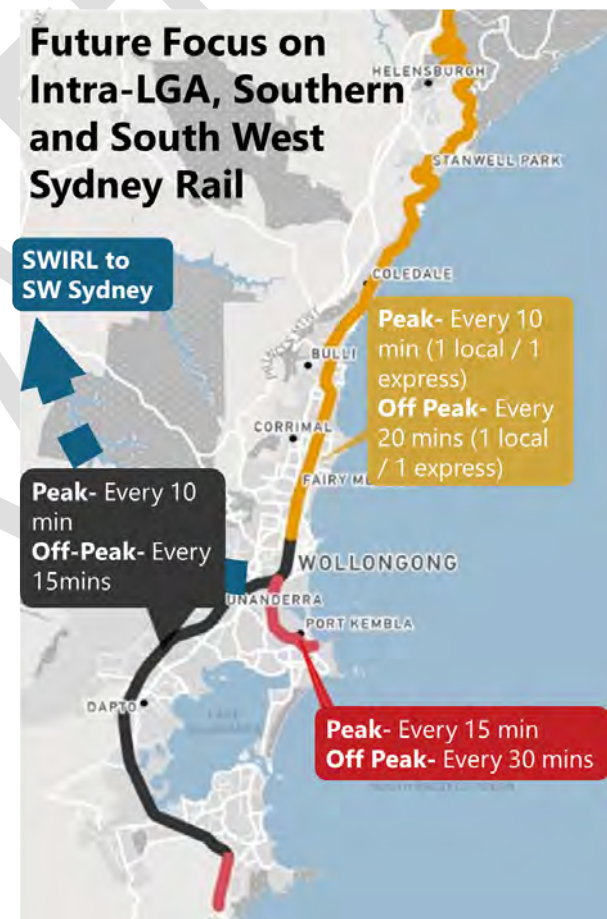 Future Focus on
Intra-LGA, Southern
and South West
Sydney Rail
HELENSBURGH
STANWELL PARK
SWIRL to
SW Sydney
COLEDALE
Peak- Every 10
min (1 local / 1
express)
Off Peak- Every
20 mins (1 local
/ 1 express)
BULLI
CORRIMAL
FAIRY
Peak- Every 10
min
Off-Peak- Every
15mins
WOLLONGONG
UNANDERRA
PORT KEMBLA
DAPTO
Peak- Every 15 min
Off Peak- Every 30 mins